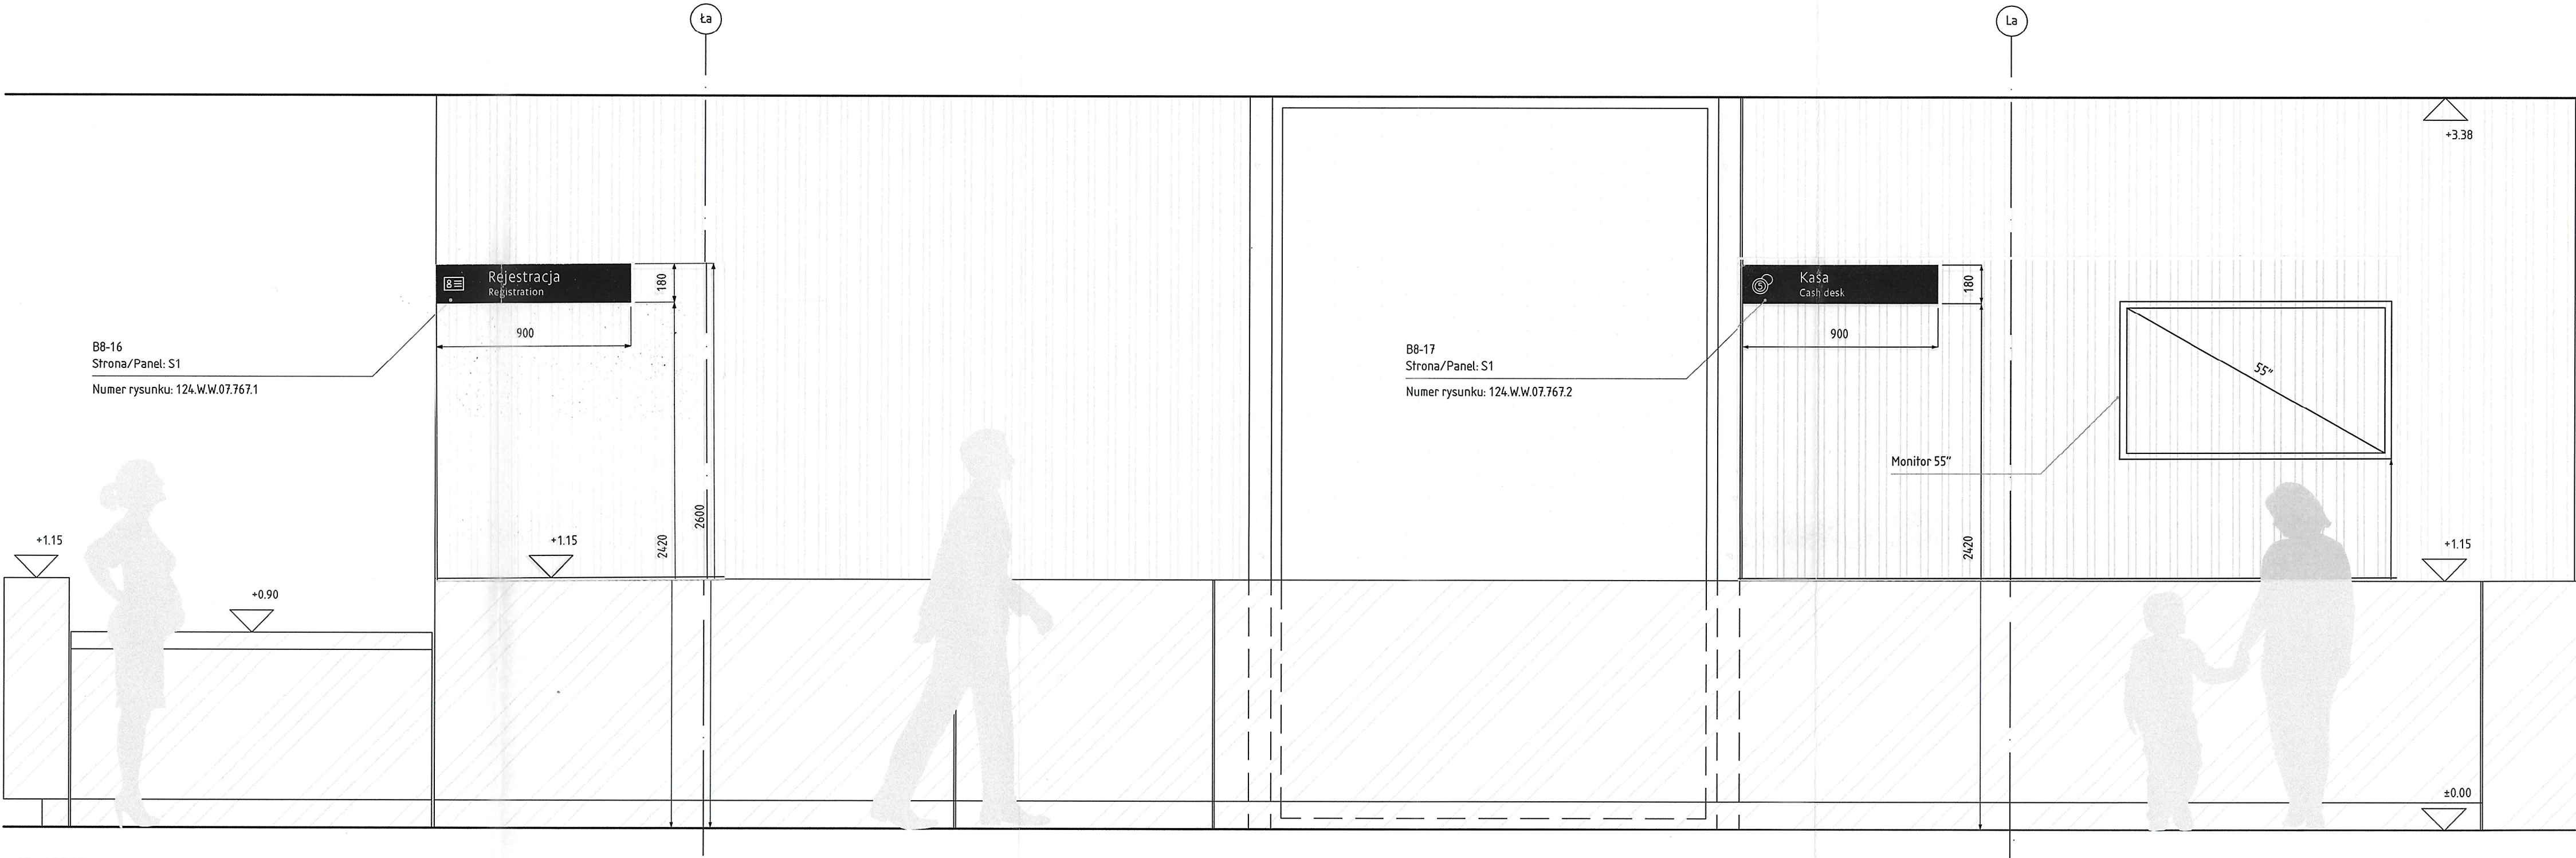 Ła
La
+3.38
Rejestracja
Registration
180
900
B8-16
Strona/Panel: S1
Numer rysunku: 124.W.W.07.767.1
2600
2420
Kasa
Cash desk
180
900
B8-17
Strona/Panel: S1
Numer rysunku: 124.W.W.07.767.2
2420
55"
Monitor 55"
+1.15
+1.15
+1.15
+0.90
±0.00